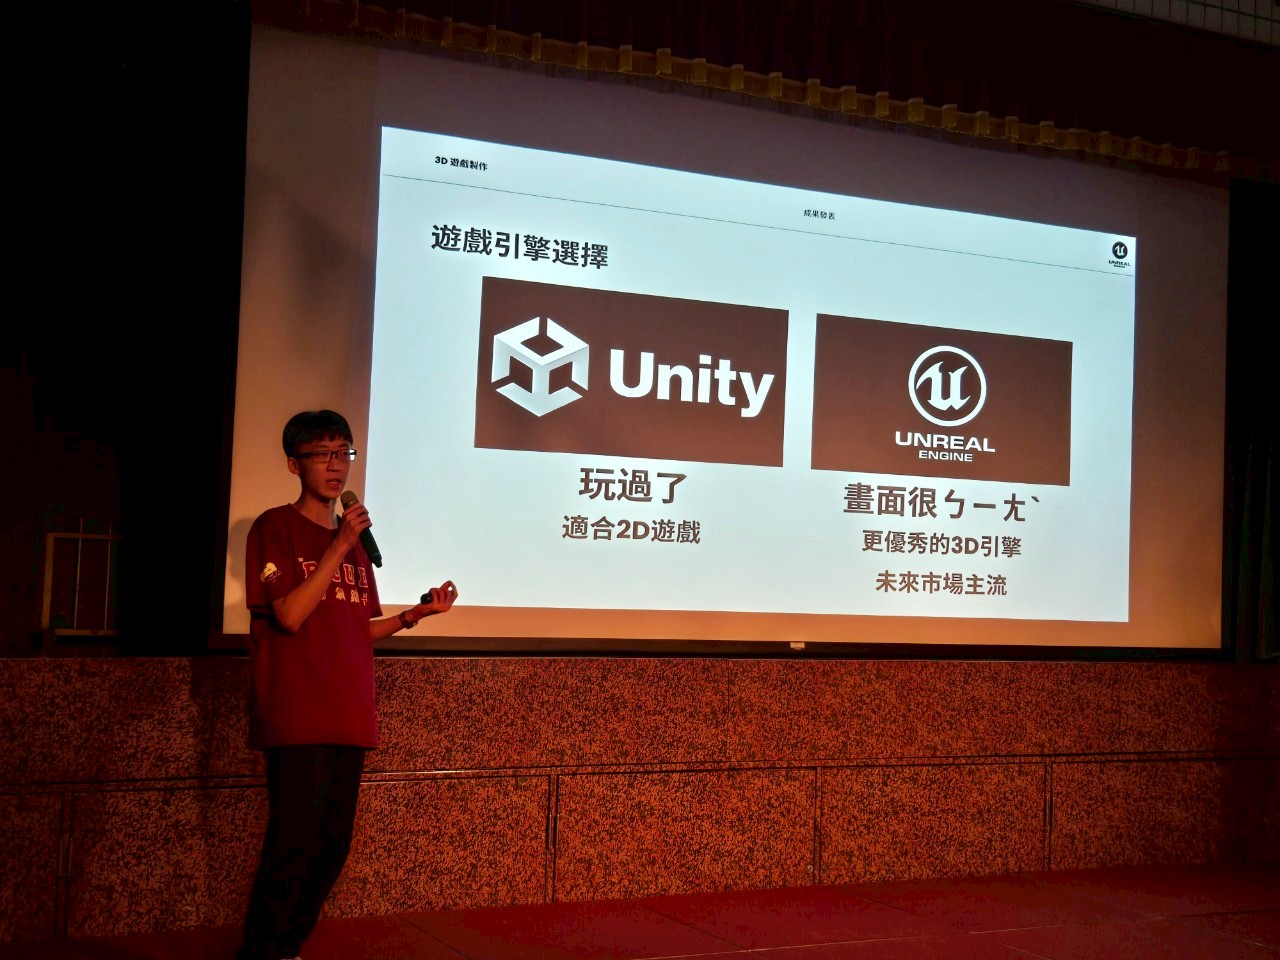 3D 遊戲製作
成果發表
UNREAL
ENGINE
遊戲引擎選擇
Unity
UNREAL
ENGINE
玩過了
適合2D遊戲
畫面很ㄅㄧㄤˋ
更優秀的3D引擎
未來市場主流